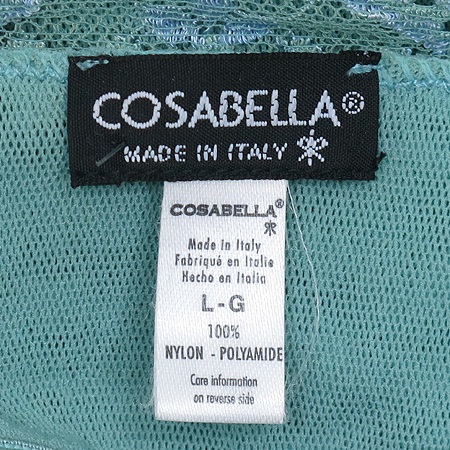 COSABELLA®
MADE IN ITALY
COSABELLA®
Made in Italy
Fabriqué en Italie
Hecho en Italia
L-G
100%
NYLON - POLYAMIDE
Care information
on reverse side